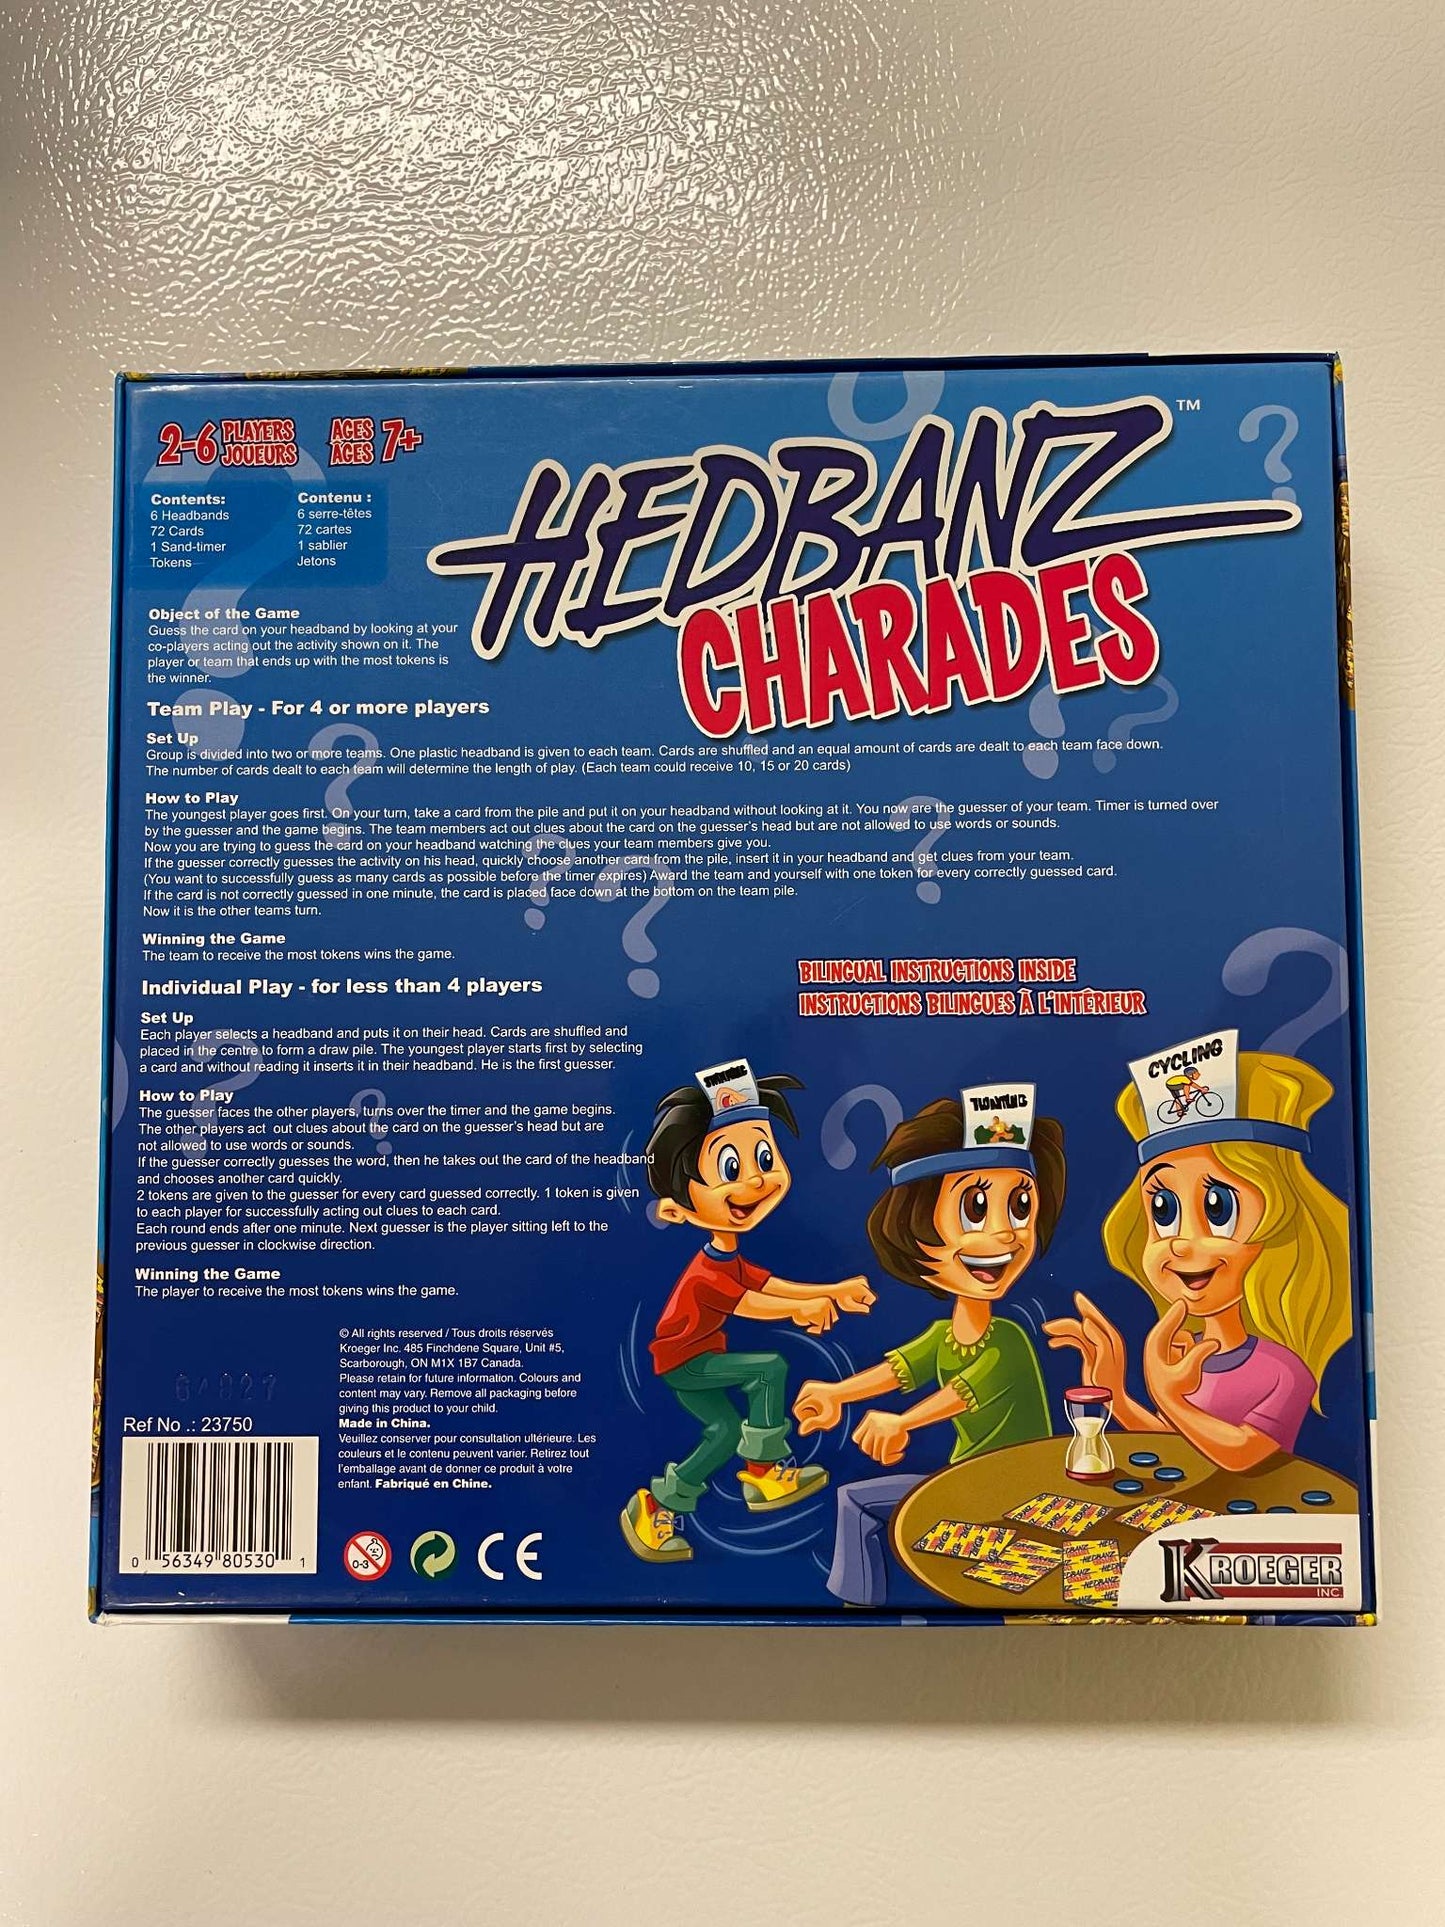 2-6 PLAYERS
JOUEURS
AGES
AGES 7+
HEDBANZ™
CHARADES
Contents:
6 Headbands
72 Cards
1 Sand-timer
Tokens
Contenu :
6 serre-têtes
72 cartes
1 sablier
Jetons
Object of the Game
Guess the card on your headband by looking at your
co-players acting out the activity shown on it. The
player or team that ends up with the most tokens is
the winner.
Team Play - For 4 or more players
Set Up
Group is divided into two or more teams. One plastic headband is given to each team. Cards are shuffled and an equal amount of cards are dealt to each team face down.
The number of cards dealt to each team will determine the length of play. (Each team could receive 10, 15 or 20 cards)
How to Play
The youngest player goes first. On your turn, take a card from the pile and put it on your headband without looking at it. You now are the guesser of your team. Timer is turned over
by the guesser and the game begins. The team members act out clues about the card on the guesser's head but are not allowed to use words or sounds.
Now you are trying to guess the card on your headband watching the clues your team members give you.
If the guesser correctly guesses the activity on his head, quickly choose another card from the pile, insert it in your headband and get clues from your team.
(You want to successfully guess as many cards as possible before the timer expires) Award the team and yourself with one token for every correctly guessed card.
If the card is not correctly guessed in one minute, the card is placed face down at the bottom on the team pile.
Now it is the other teams turn.
Winning the Game
The team to receive the most tokens wins the game.
Individual Play - for less than 4 players
Set Up
Each player selects a headband and puts it on their head. Cards are shuffled and
placed in the centre to form a draw pile. The youngest player starts first by selecting
a card and without reading it inserts it in their headband. He is the first guesser.
How to Play
The guesser faces the other players, turns over the timer and the game begins.
The other players act out clues about the card on the guesser's head but are
not allowed to use words or sounds.
If the guesser correctly guesses the word, then he takes out the card of the headband
and chooses another card quickly.
2 tokens are given to the guesser for every card guessed correctly. 1 token is given
to each player for successfully acting out clues to each card.
Each round ends after one minute. Next guesser is the player sitting left to the
previous guesser in clockwise direction.
Winning the Game
The player to receive the most tokens wins the game.
BILINGUAL INSTRUCTIONS INSIDE
INSTRUCTIONS BILINGUES À L'INTÉRIEUR
CYCLING
© All rights reserved / Tous droits réservés
Kroeger Inc. 485 Finchdene Square, Unit #5,
Scarborough, ON M1X 1B7 Canada.
Please retain for future information. Colours and
content may vary. Remove all packaging before
giving this product to your child.
Made in China.
Veuillez conserver pour consultation ultérieure. Les
couleurs et le contenu peuvent varier. Retirez tout
l'emballage avant de donner ce produit à votre
enfant. Fabriqué en Chine.
Ref No .: 23750
0 56349 80530 1
0-3
CE
HEDBANZ
KROEGER
INC.